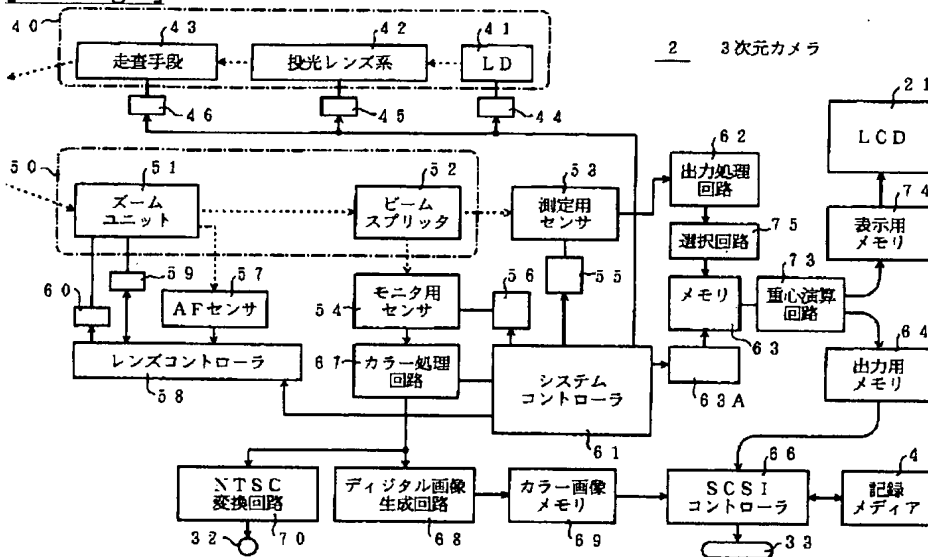 40
43
42
41
走査手段
投光レンズ系
LD
46
45
44
2 3次元カメラ
21
LCD
50
51
52
53
62
ズーム
ユニット
ビーム
スプリッタ
測定用
センサ
出力処理
回路
74
表示用
メモリ
75
選択回路
59
57
56
55
73
60
AFセンサ
54
モニタ用
センサ
メモリ
重心演算
回路
63
64
レンズコントローラ
67
カラー処理
回路
システム
コントローラ
出力用
メモリ
58
63A
61
66
4
NTSC
変換回路
ディジタル画像
生成回路
カラー画像
メモリ
SCSI
コントローラ
記録
メディア
32
70
68
69
33